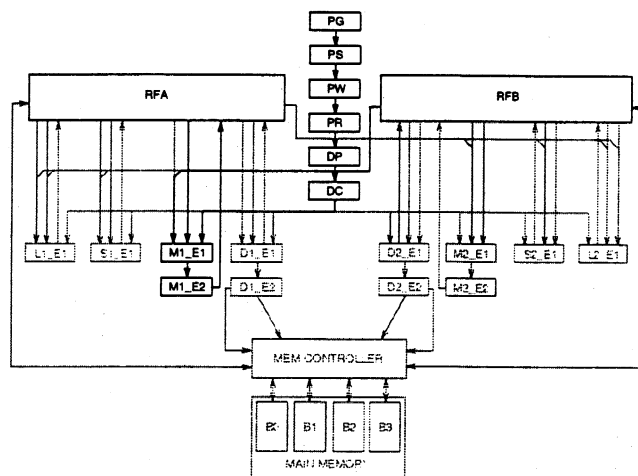 PG
PS
PW
RFA
RFB
PR
DP
DC
L1_E1 S1_E1 M1_E1 D1_E1 D2_E1 M2_E1 S2_E1 L2_E1
M1_E2 D1_E2 D2_E2 M2_E2
MEM CONTROLLER
B0 B1 B2 B3
MAIN MEMORY